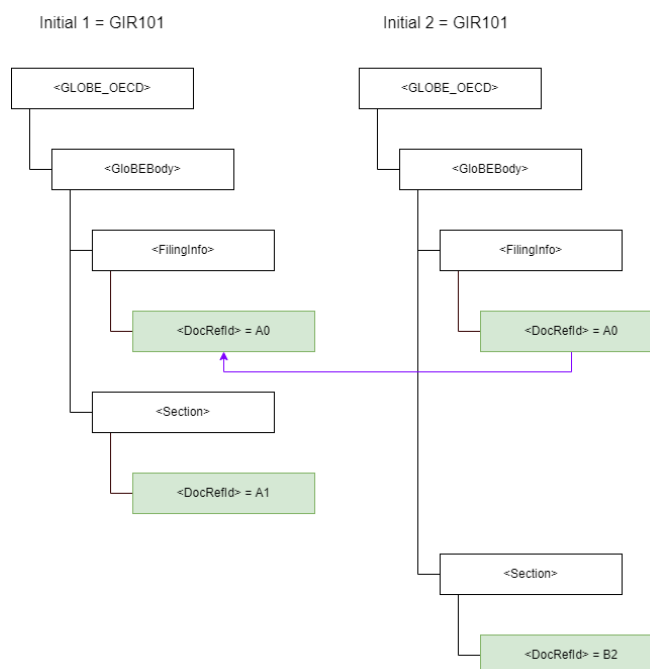 Initial 1 = GIR101
Initial 2 = GIR101
<GLOBE_OECD>
<GLOBE_OECD>
<GloBEBody>
<GloBEBody>
<FilingInfo>
<FilingInfo>
<DocRefId> = A0
<DocRefId> = A0
<Section>
<DocRefId> = A1
<Section>
<DocRefId> = B2